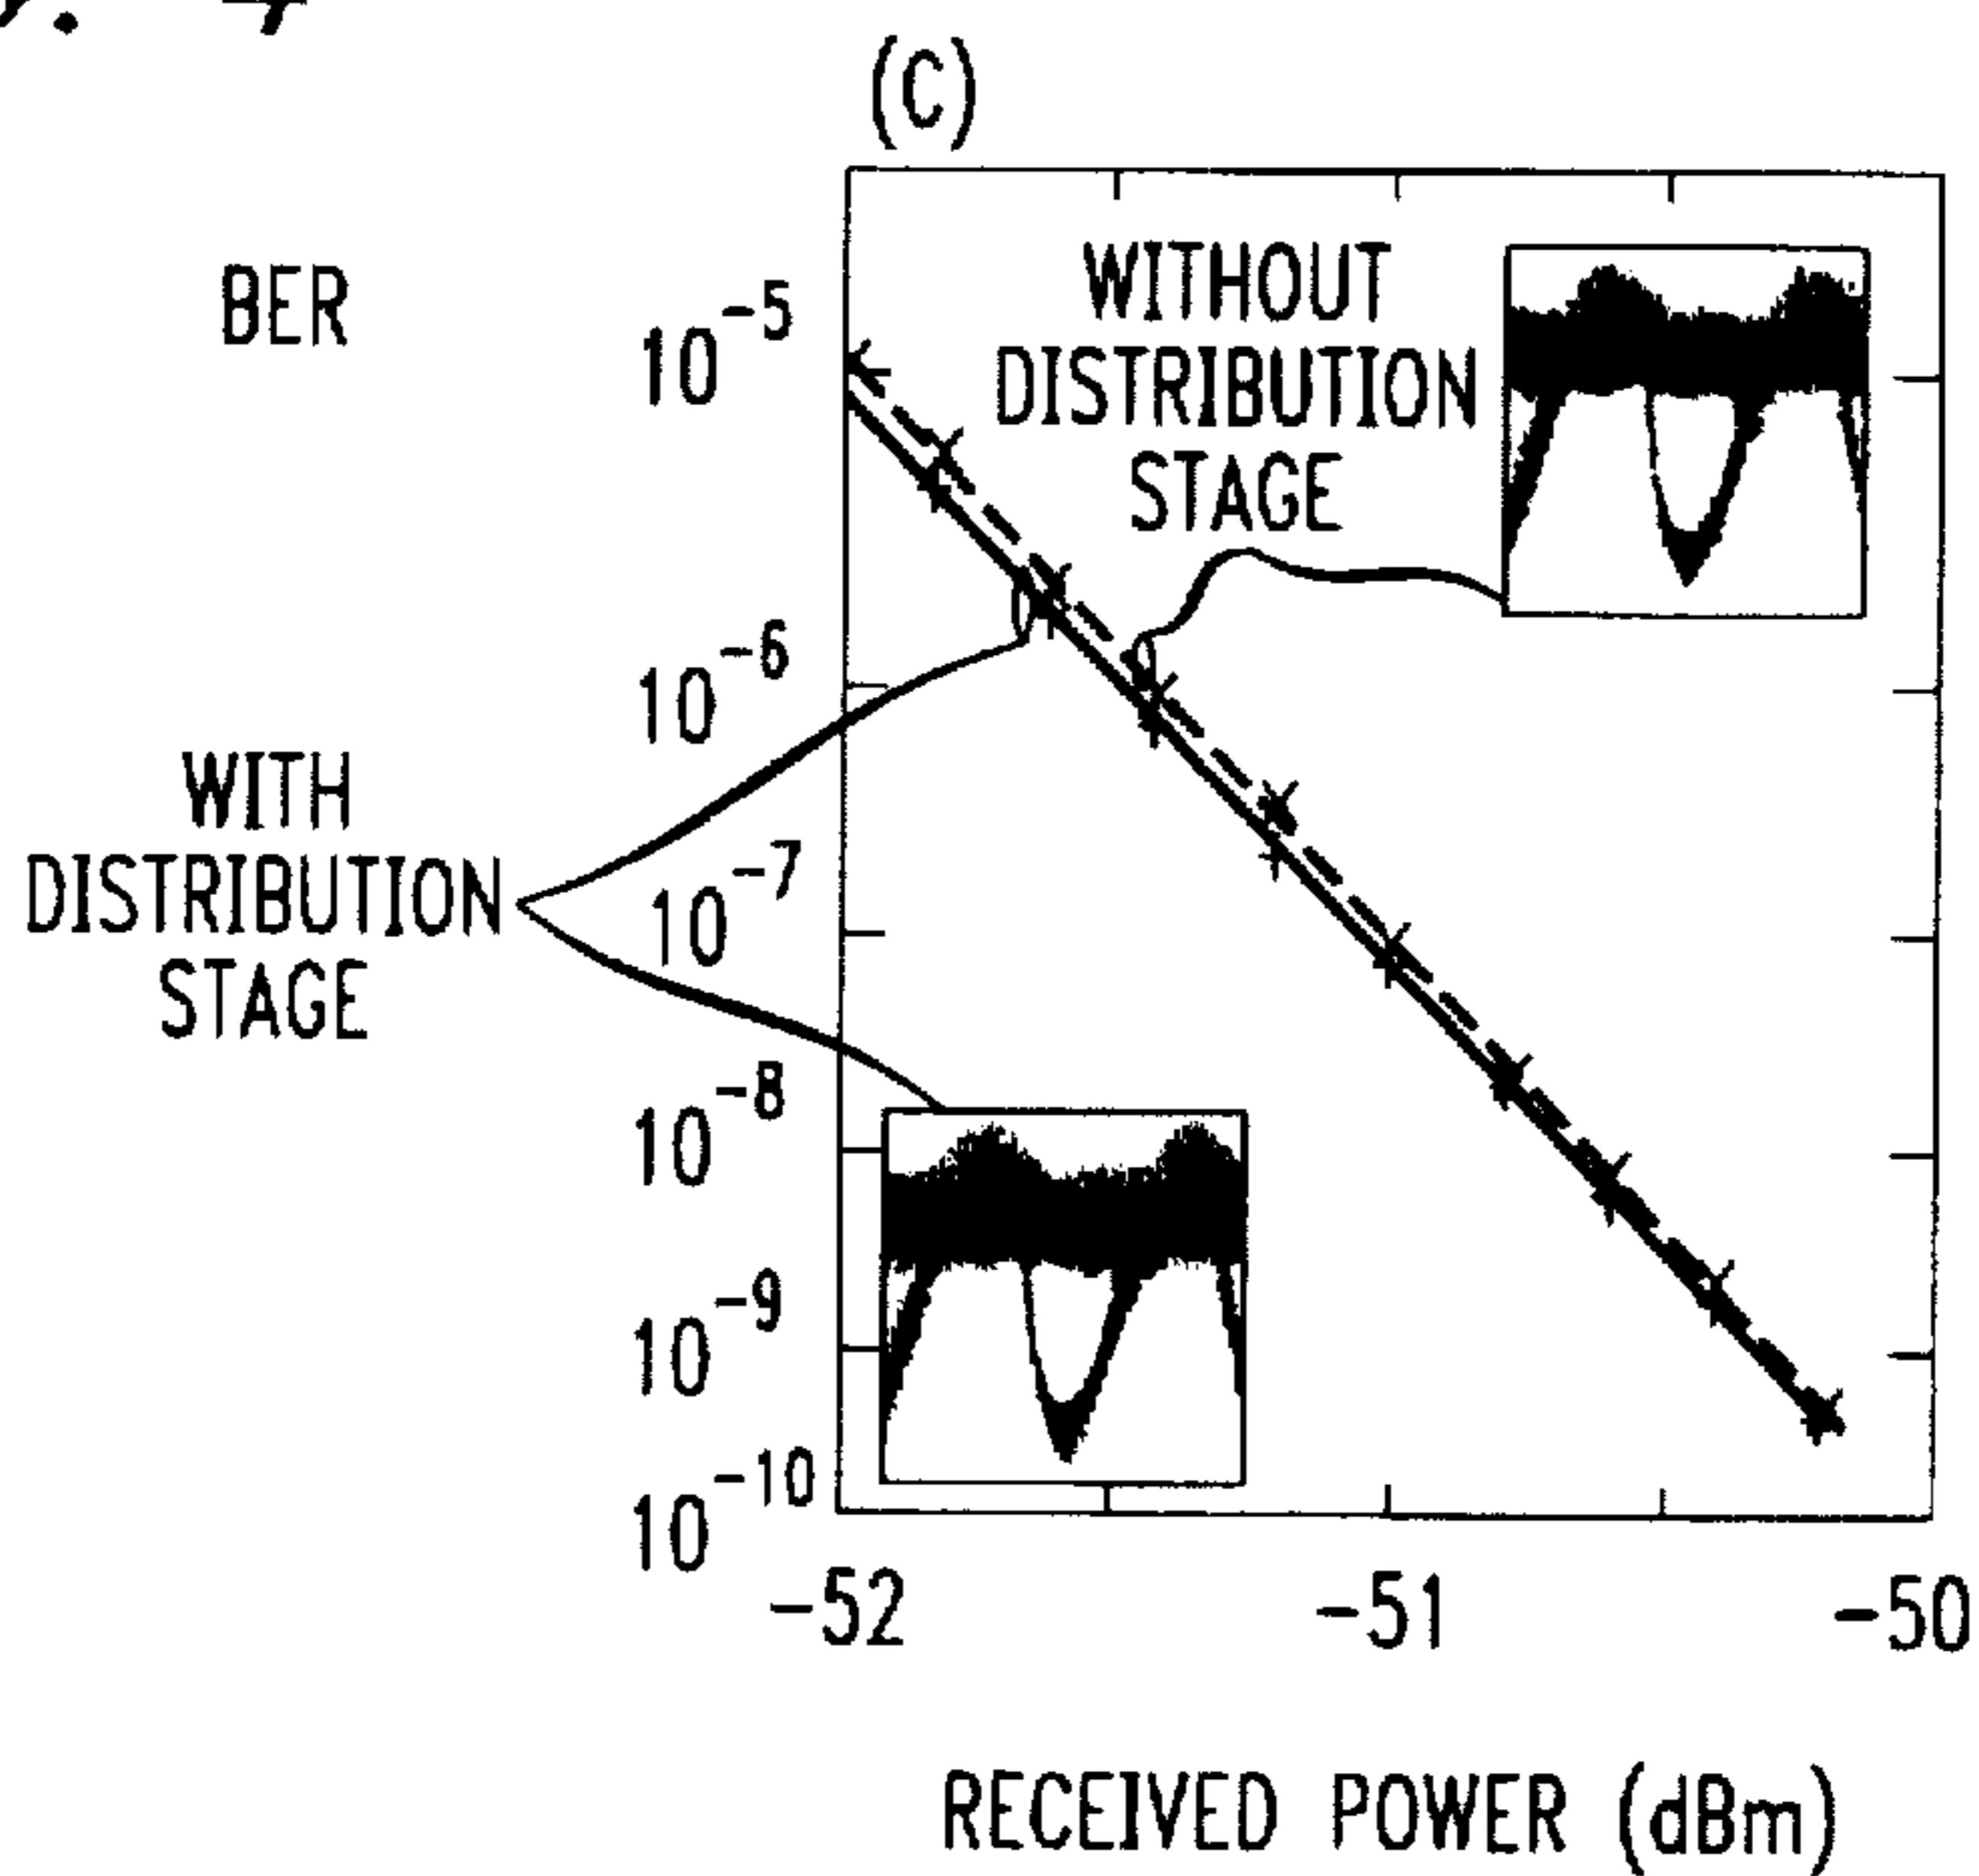 (C)
BER
10^-5
WITHOUT
DISTRIBUTION
STAGE
10^-6
WITH
DISTRIBUTION
STAGE
10^-7
10^-8
10^-9
10^-10
-52 -51 -50
RECEIVED POWER (dBm)